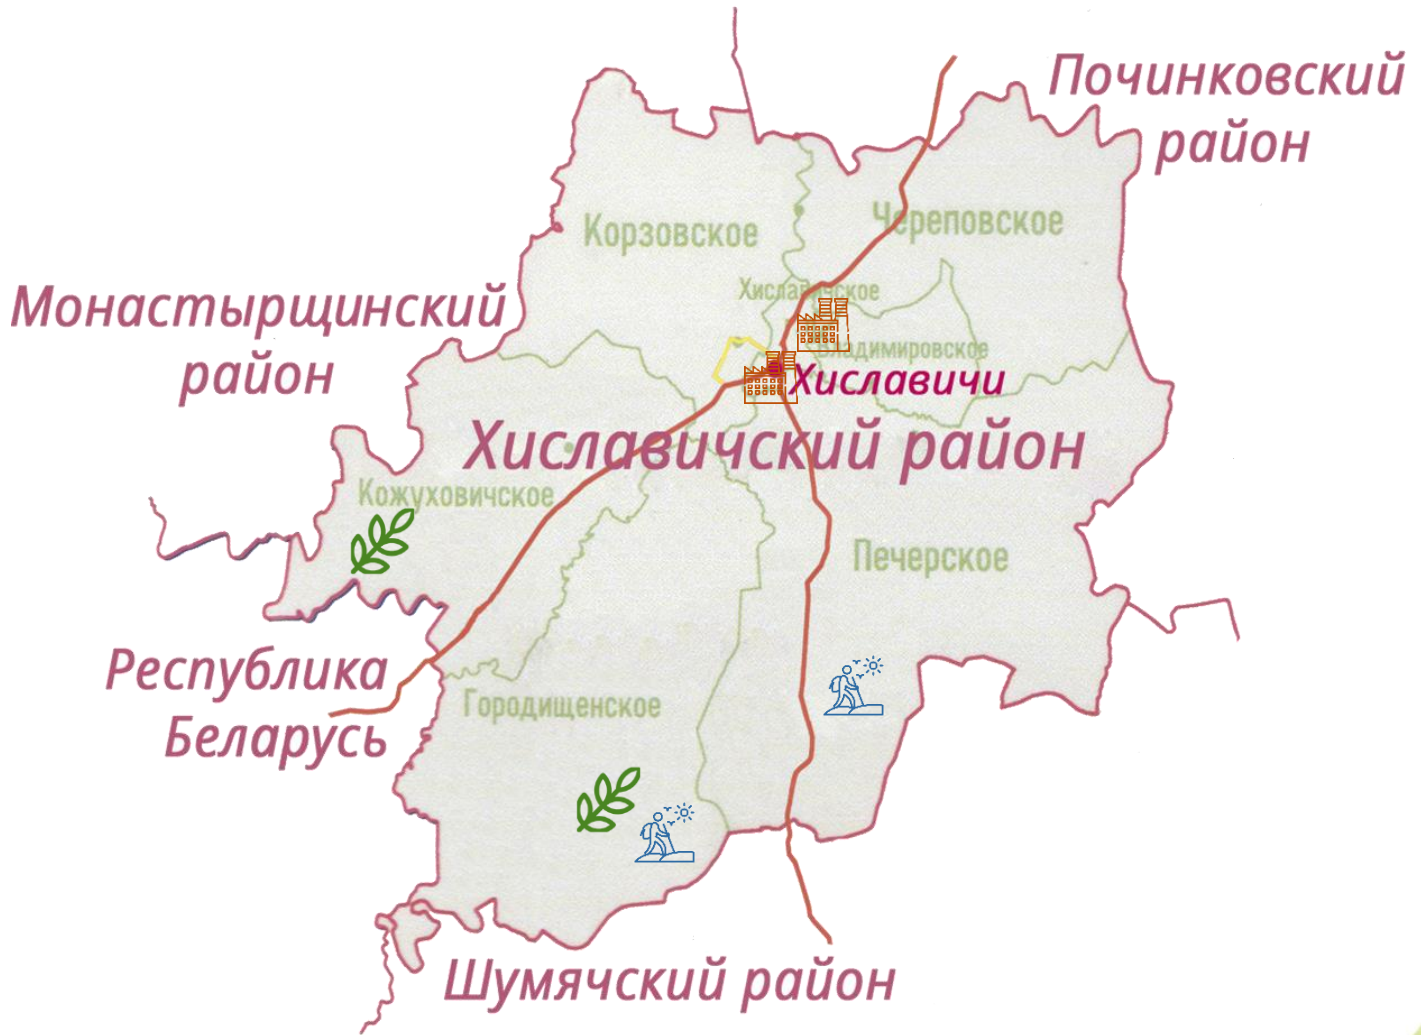 Починковский
район
Корзовское
Череповское
Хиславичское
Монастырщинский
район
Владимировское
Хиславичи
Хиславичский район
Кожуховичское
Печерское
Республика
Беларусь
Городищенское
Шумячский район